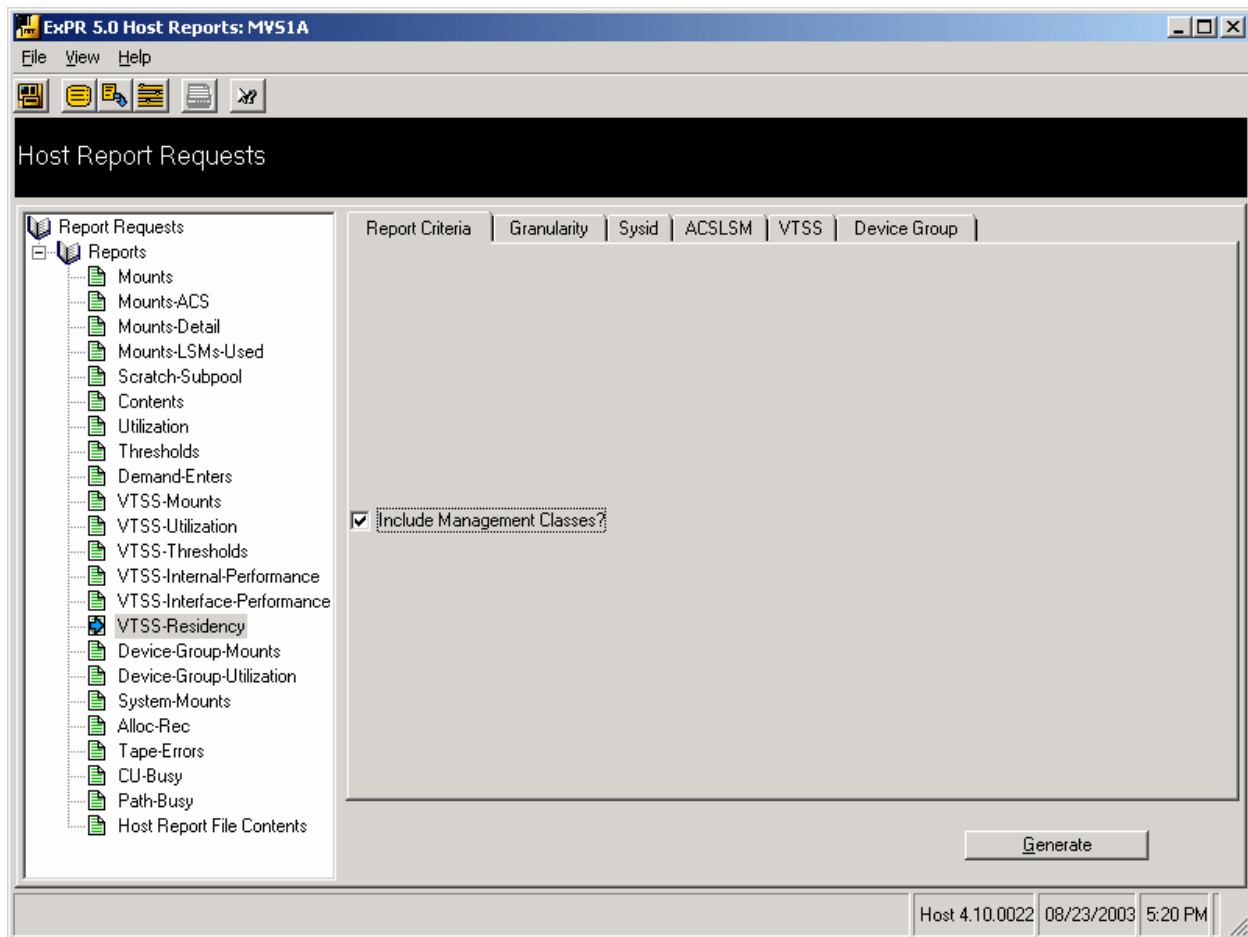 ExPR 5.0 Host Reports: MVS1A
File View Help
Host Report Requests
Report Requests
Reports
Mounts
Mounts-ACS
Mounts-Detail
Mounts-LSMs-Used
Scratch-Subpool
Contents
Utilization
Thresholds
Demand-Enters
VTSS-Mounts
VTSS-Utilization
VTSS-Thresholds
VTSS-Internal-Performance
VTSS-Interface-Performance
VTSS-Residency
Device-Group-Mounts
Device-Group-Utilization
System-Mounts
Alloc-Rec
Tape-Errors
CU-Busy
Path-Busy
Host Report File Contents
Report Criteria Granularity Sysid ACSLSM VTSS Device Group
Include Management Classes?
Generate
Host 4.10.0022 08/23/2003 5:20 PM